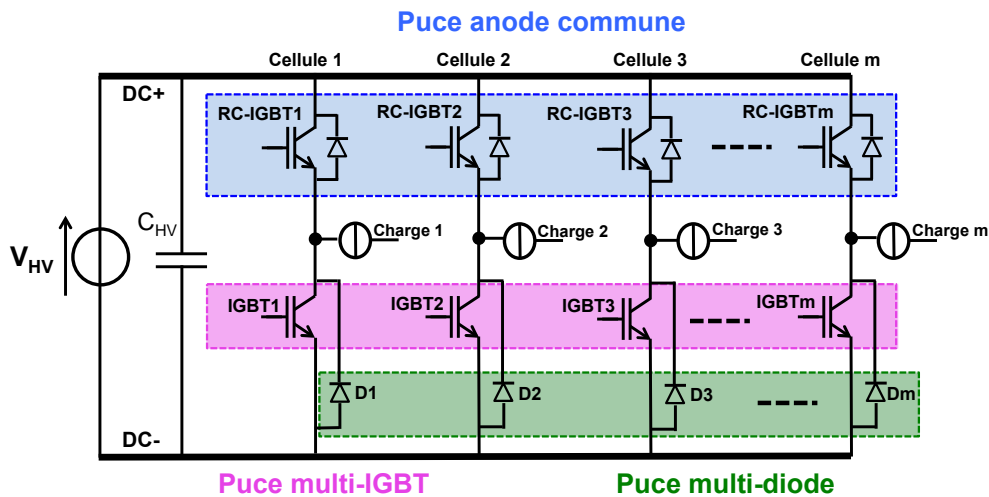 Puce anode commune
Cellule 1 Cellule 2 Cellule 3 Cellule m
DC+
RC-IGBT1 RC-IGBT2 RC-IGBT3 RC-IGBTm
VHV
CHV
Charge 1 Charge 2 Charge 3 Charge m
IGBT1 IGBT2 IGBT3 IGBTm
D1 D2 D3 Dm
DC-
Puce multi-IGBT Puce multi-diode